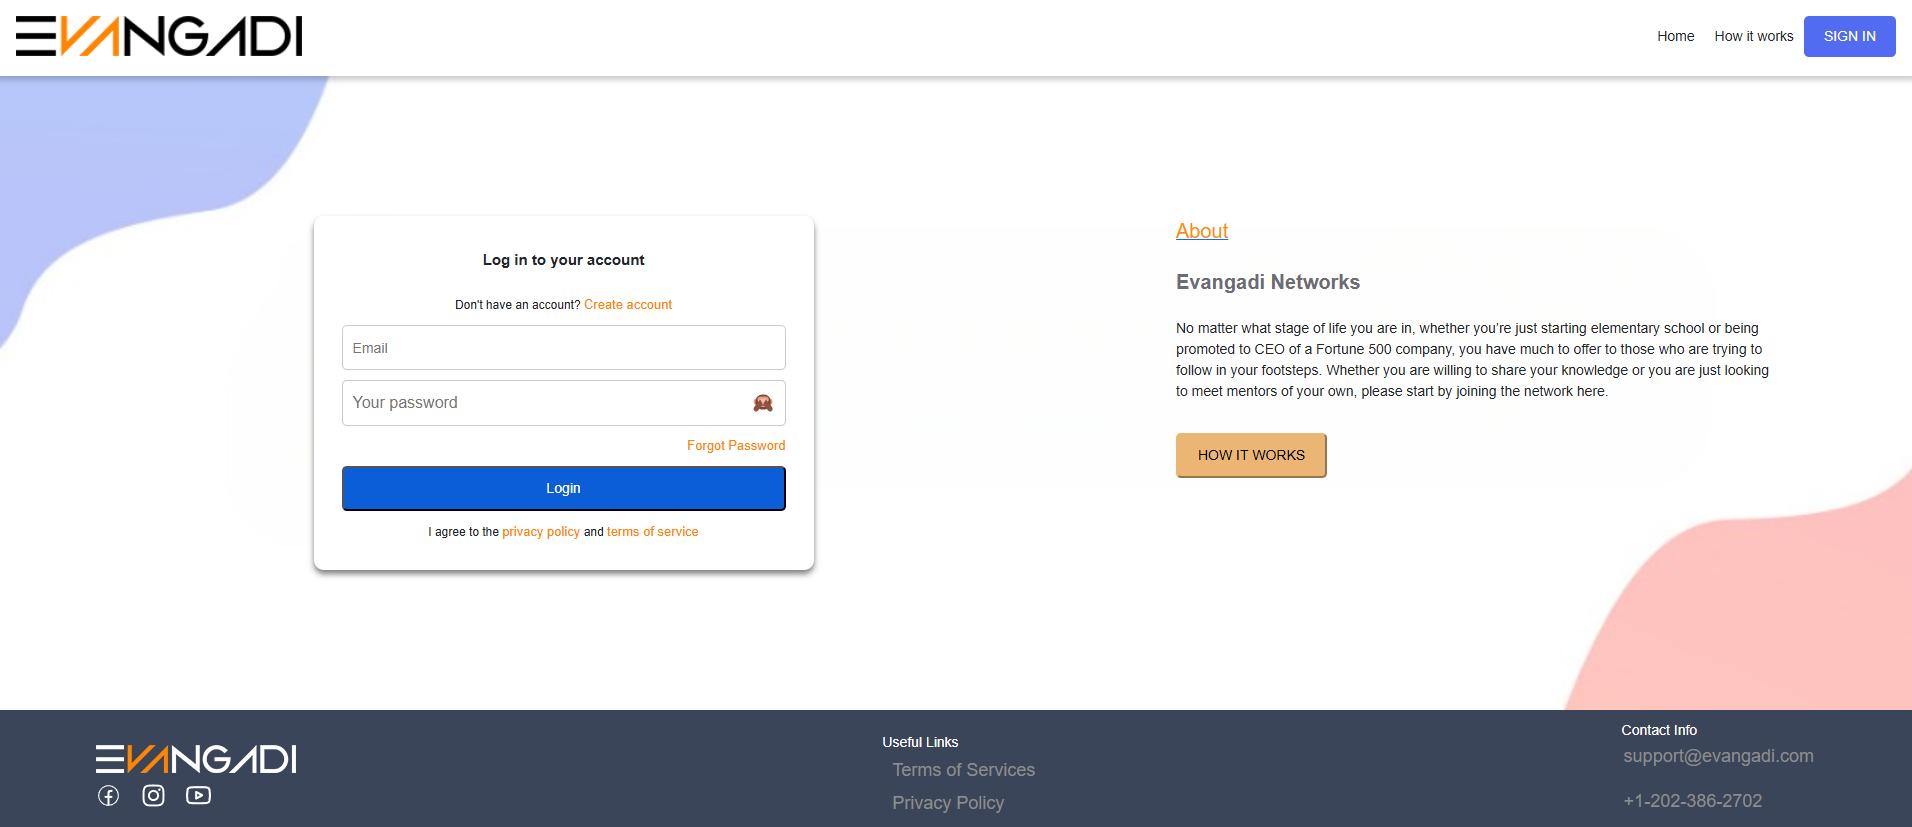 EVANGADI
Home
How it works
SIGN IN
Log in to your account
Don't have an account? Create account
Email
Your password
Forgot Password
Login
I agree to the privacy policy and terms of service
About
Evangadi Networks
No matter what stage of life you are in, whether you’re just starting elementary school or being
promoted to CEO of a Fortune 500 company, you have much to offer to those who are trying to
follow in your footsteps. Whether you are willing to share your knowledge or you are just looking
to meet mentors of your own, please start by joining the network here.
HOW IT WORKS
EVANGADI
Useful Links
Terms of Services
Privacy Policy
Contact Info
support@evangadi.com
+1-202-386-2702